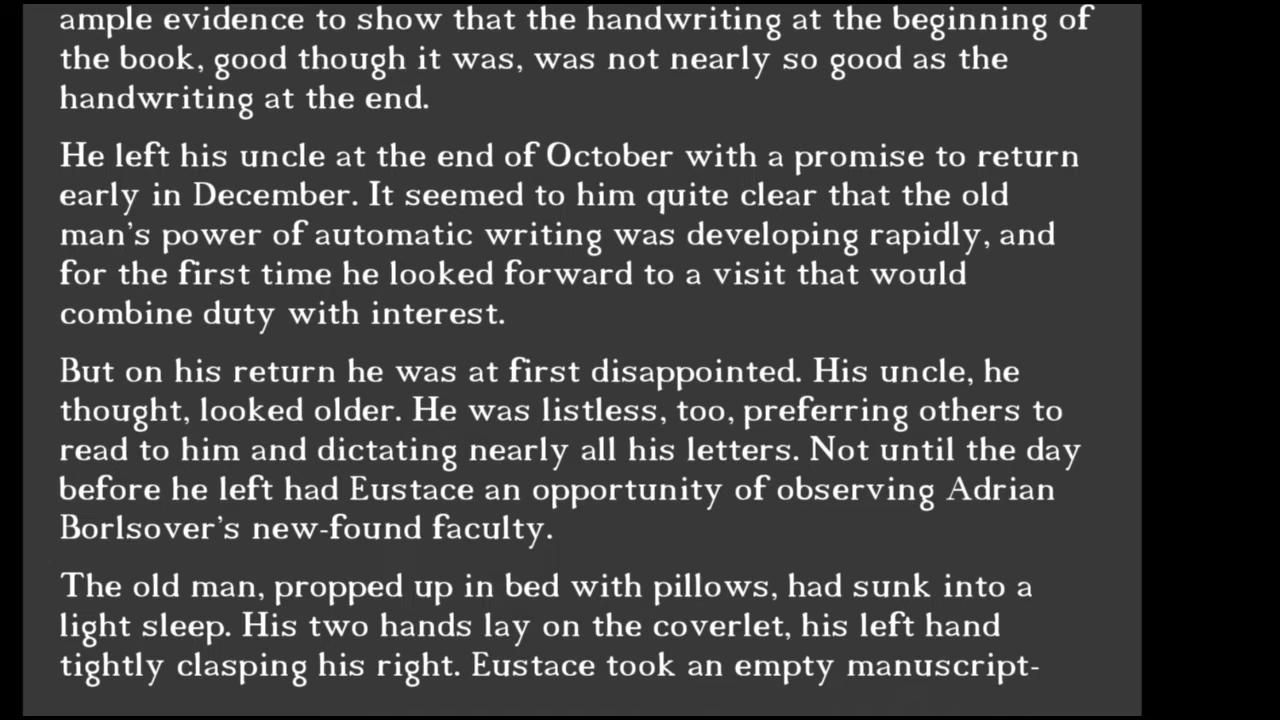 ample evidence to show that the handwriting at the beginning of
the book, good though it was, was not nearly so good as the
handwriting at the end.
He left his uncle at the end of October with a promise to return
early in December. It seemed to him quite clear that the old
man's power of automatic writing was developing rapidly, and
for the first time he looked forward to a visit that would
combine duty with interest.
But on his return he was at first disappointed. His uncle, he
thought, looked older. He was listless, too, preferring others to
read to him and dictating nearly all his letters. Not until the day
before he left had Eustace an opportunity of observing Adrian
Borlsover's new-found faculty.
The old man, propped up in bed with pillows, had sunk into a
light sleep. His two hands lay on the coverlet, his left hand
tightly clasping his right. Eustace took an empty manuscript-